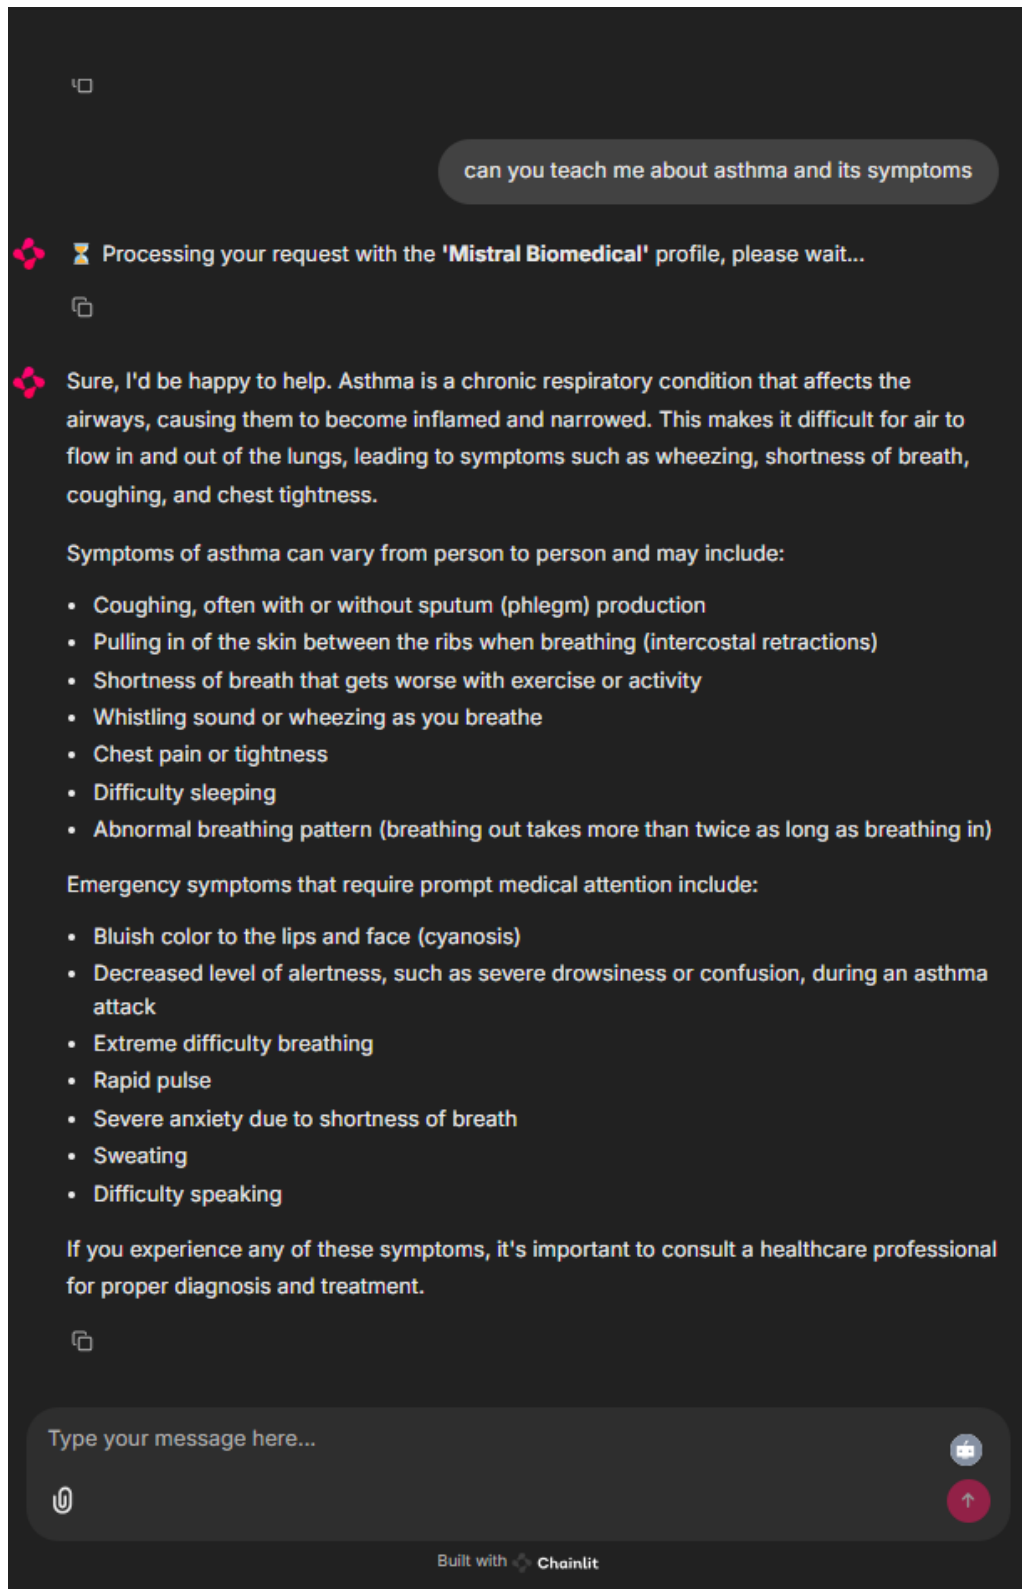 can you teach me about asthma and its symptoms
⏳ Processing your request with the 'Mistral Biomedical' profile, please wait...
Sure, I'd be happy to help. Asthma is a chronic respiratory condition that affects the
airways, causing them to become inflamed and narrowed. This makes it difficult for air to
flow in and out of the lungs, leading to symptoms such as wheezing, shortness of breath,
coughing, and chest tightness.
Symptoms of asthma can vary from person to person and may include:
• Coughing, often with or without sputum (phlegm) production
• Pulling in of the skin between the ribs when breathing (intercostal retractions)
• Shortness of breath that gets worse with exercise or activity
• Whistling sound or wheezing as you breathe
• Chest pain or tightness
• Difficulty sleeping
• Abnormal breathing pattern (breathing out takes more than twice as long as breathing in)
Emergency symptoms that require prompt medical attention include:
• Bluish color to the lips and face (cyanosis)
• Decreased level of alertness, such as severe drowsiness or confusion, during an asthma
attack
• Extreme difficulty breathing
• Rapid pulse
• Severe anxiety due to shortness of breath
• Sweating
• Difficulty speaking
If you experience any of these symptoms, it's important to consult a healthcare professional
for proper diagnosis and treatment.
Type your message here...
Built with Chainlit